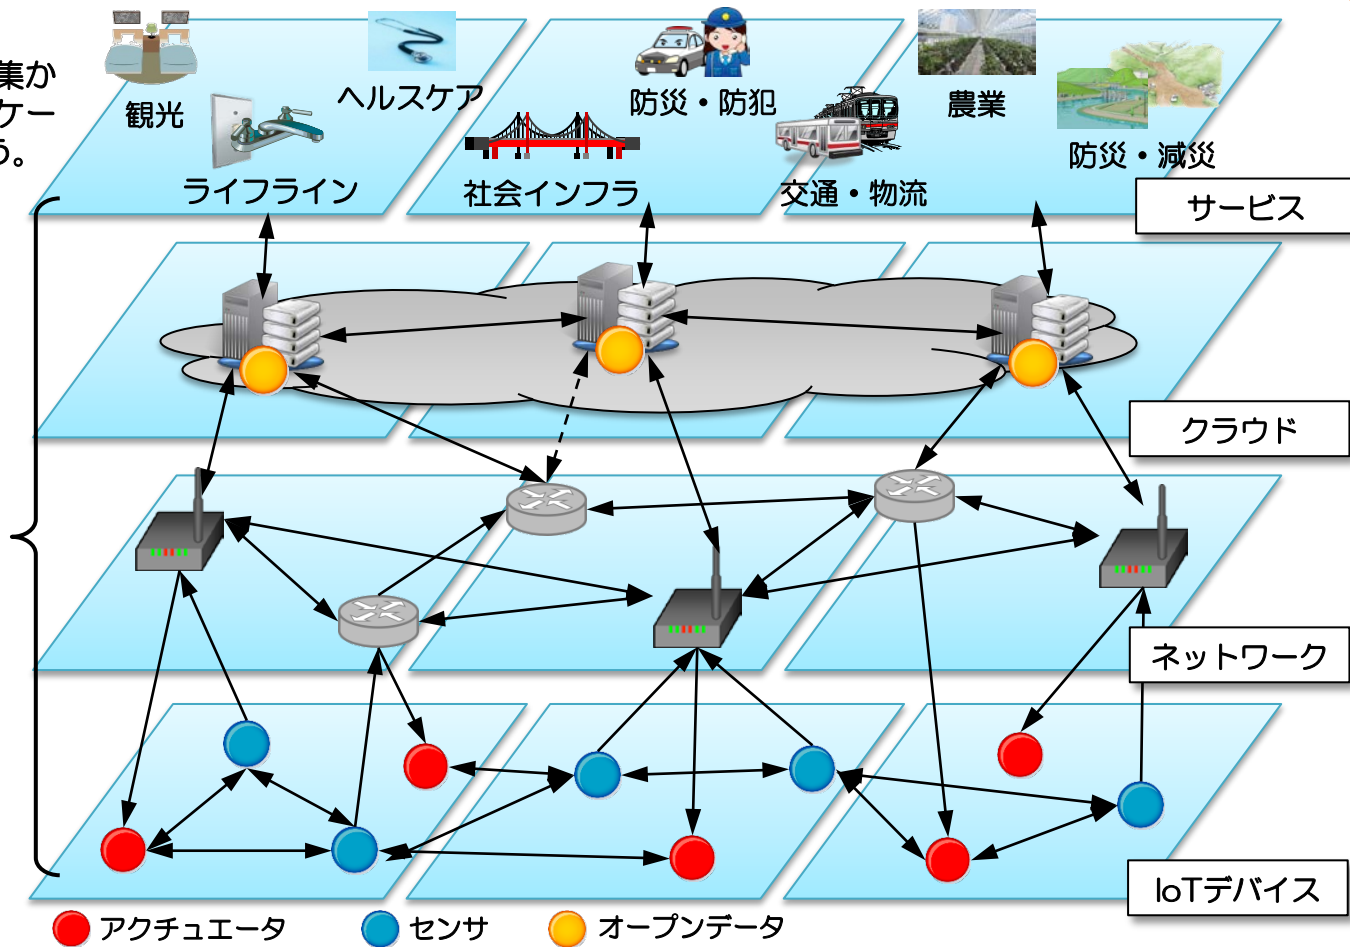 集か
ケー
う。
観光
ヘルスケア
防災・防犯
農業
防災・減災
ライフライン
社会インフラ
交通・物流
サービス
クラウド
ネットワーク
IoTデバイス
アクチュエータ
センサ
オープンデータ